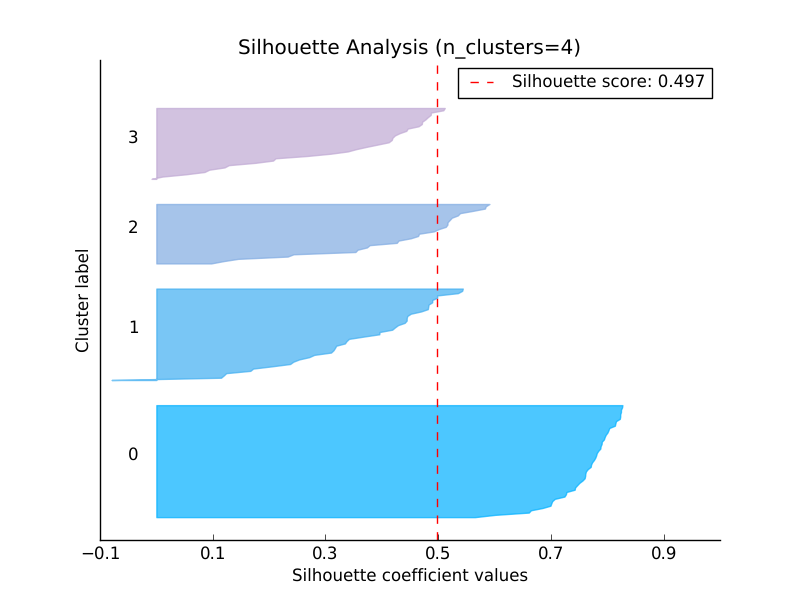 Silhouette Analysis (n_clusters=4)
Silhouette score: 0.497
3
2
1
0
Cluster label
−0.1 0.1 0.3 0.5 0.7 0.9
Silhouette coefficient values